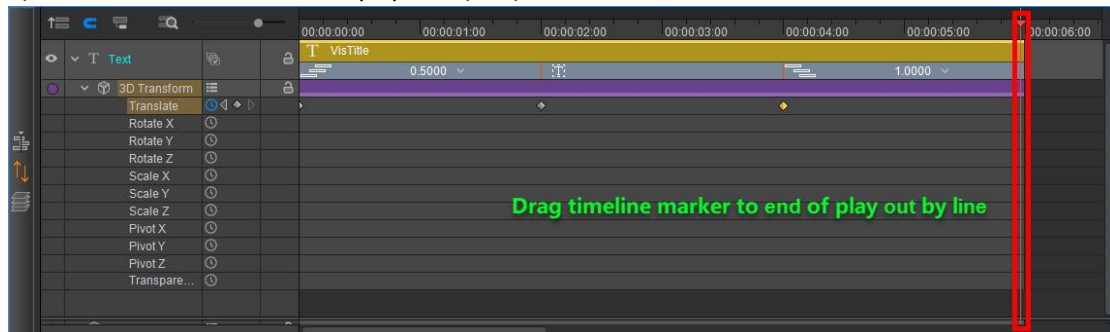 00:00:00:00 00:00:01:00 00:00:02:00 00:00:03:00 00:00:04:00 00:00:05:00 00:00:06:00
T Text
T VisTitle
0.5000 T 1.0000
3D Transform
Translate
Rotate X
Rotate Y
Rotate Z
Scale X
Scale Y
Scale Z
Drag timeline marker to end of play out by line
Pivot X
Pivot Y
Pivot Z
Transpare...